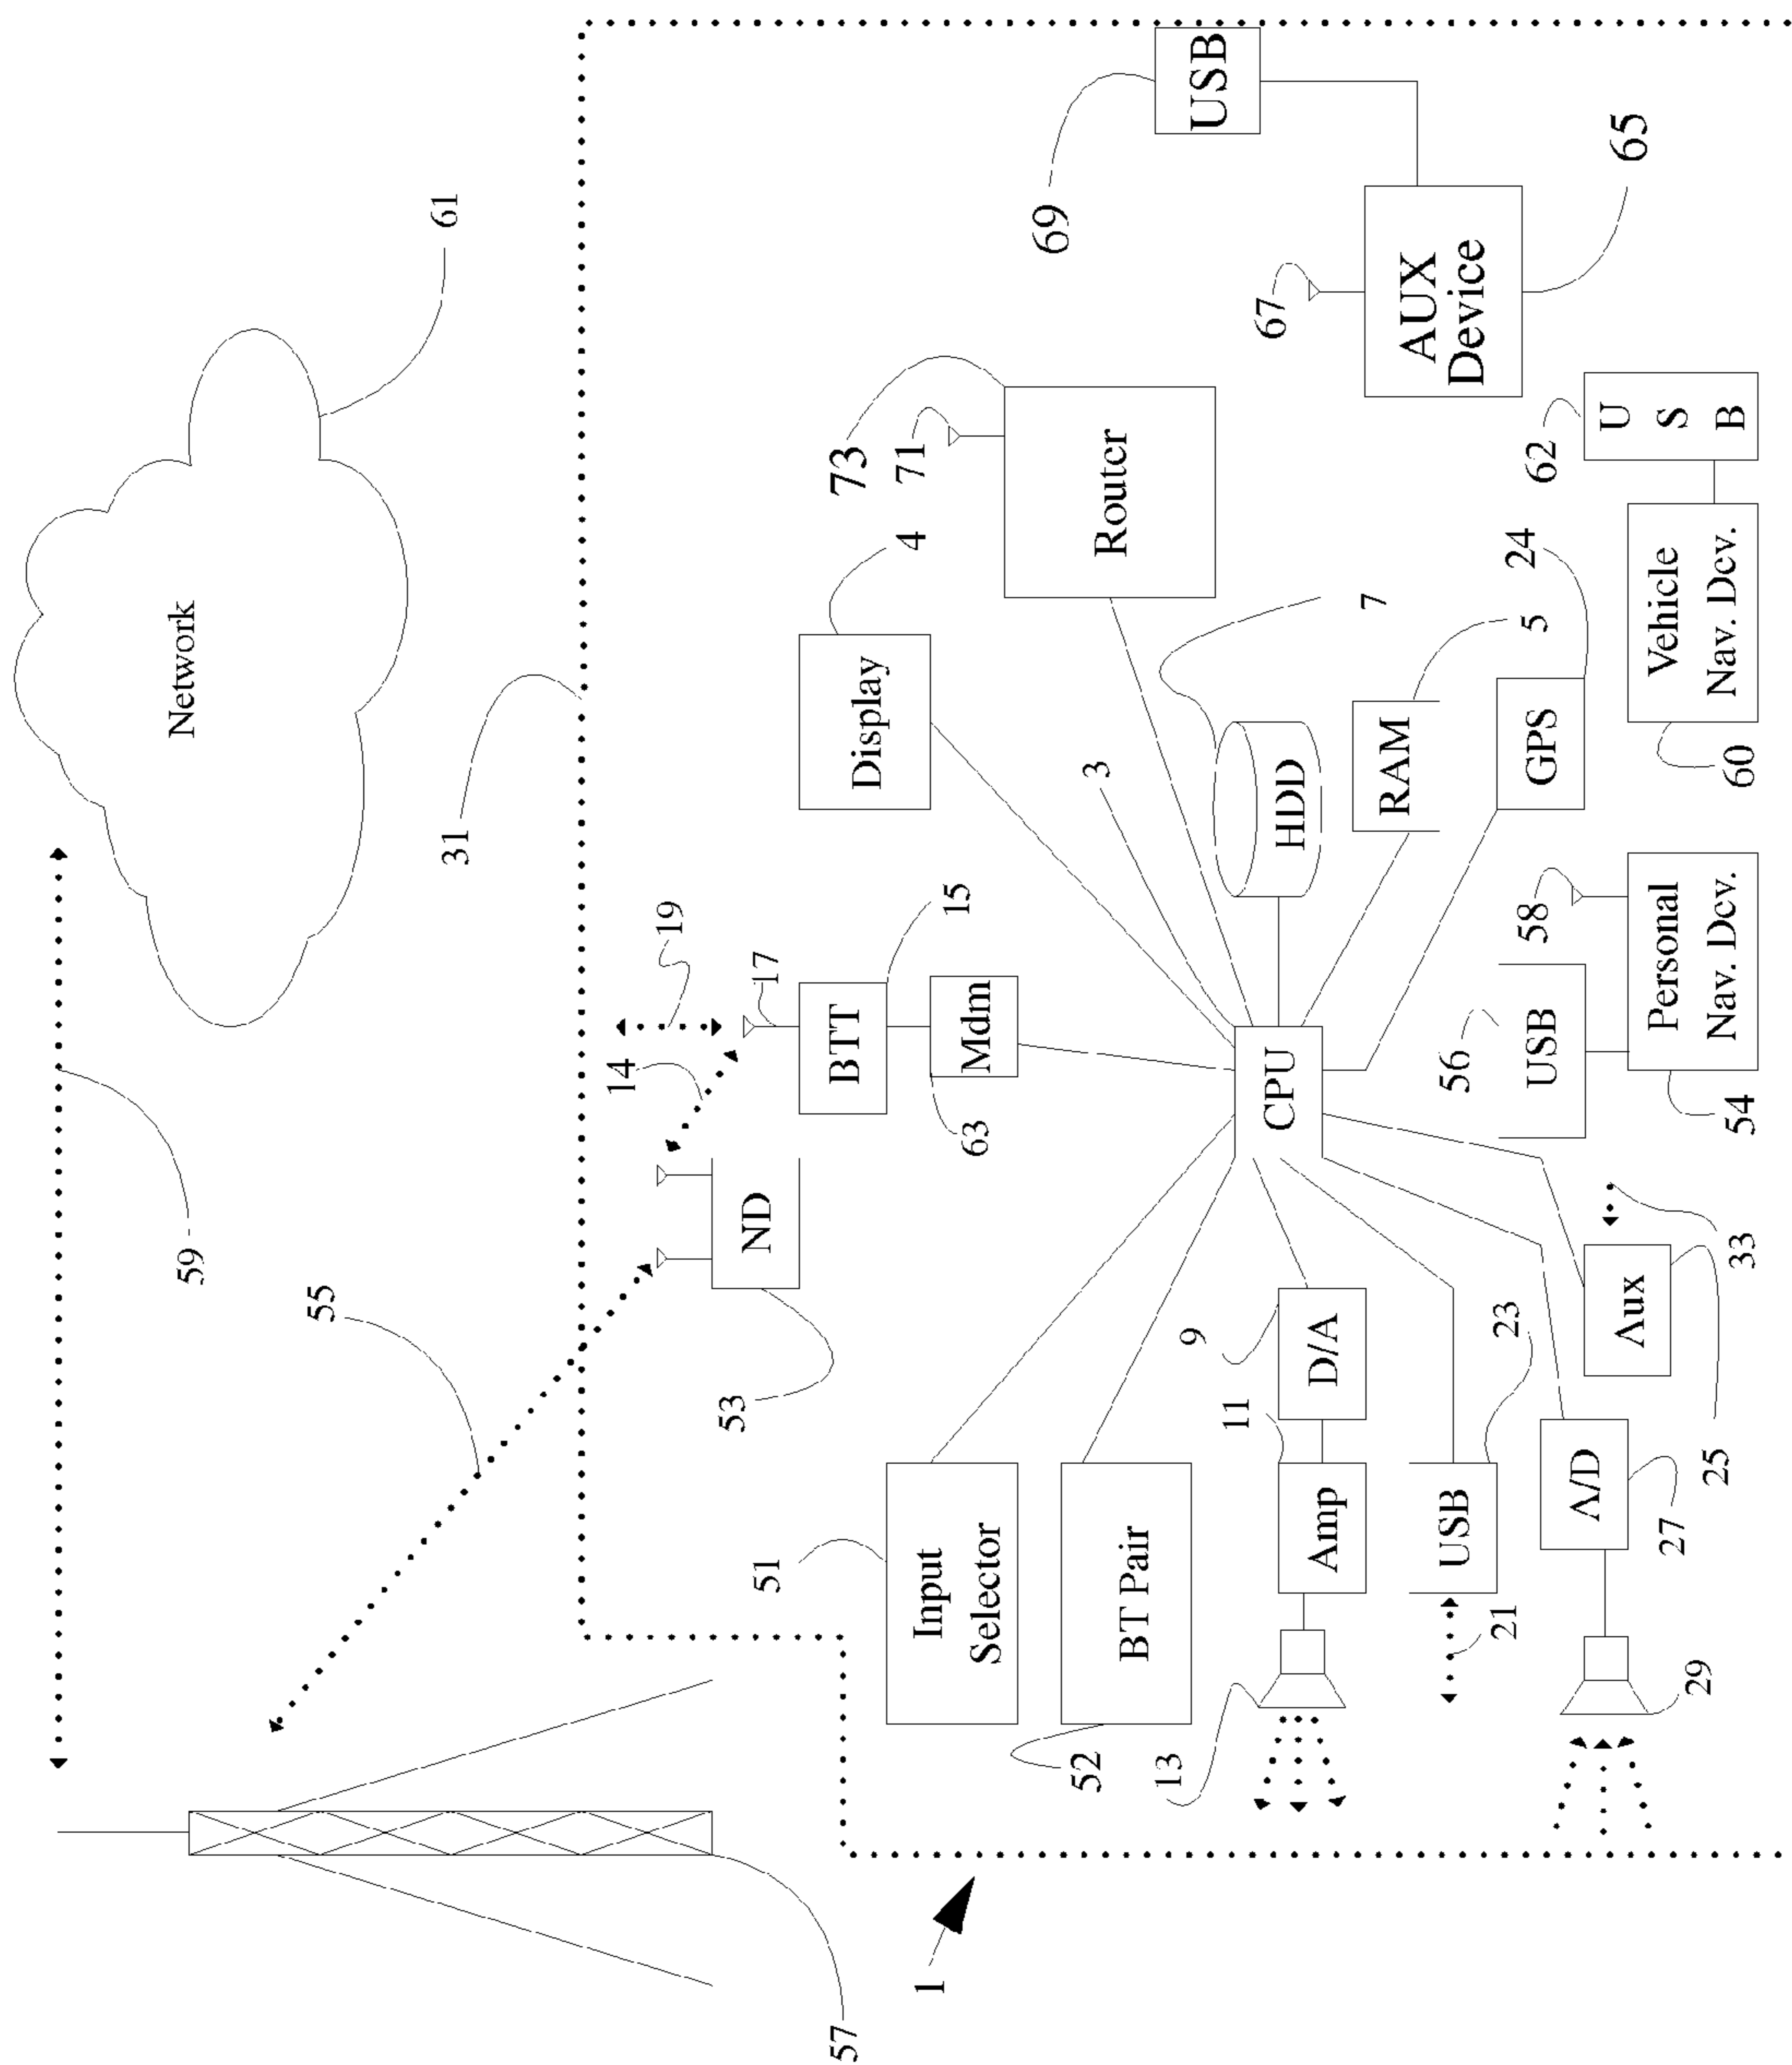 Network
61
59
55
57
31
1
53
ND
14
19
17
BTT
15
63
Mdm
Display
4
73
71
Router
69
USB
67
AUX
Device
65
51
Input
Selector
52
BT Pair
13
Amp
11
D/A
9
3
CPU
7
HDD
RAM
5
GPS
24
21
USB
23
29
A/D
27
Aux
25
33
56
USB
58
Personal
Nav. Dev.
54
62
U
S
B
Vehicle
Nav. Dev.
60